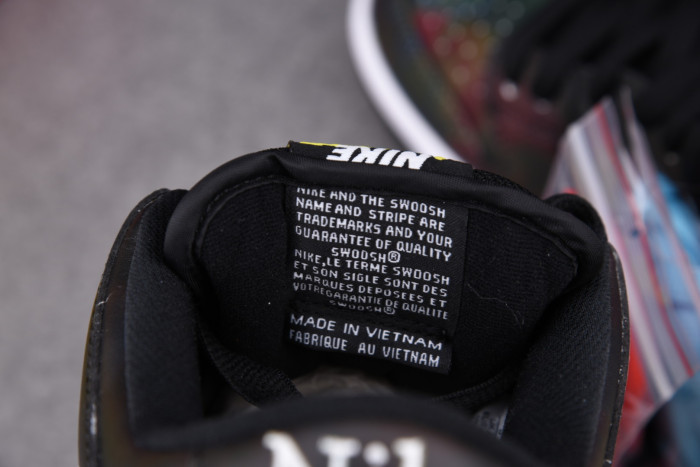 NIKE
NIKE AND THE SWOOSH
NAME AND STRIPE ARE
TRADEMARKS AND YOUR
GUARANTEE OF QUALITY
SWOOSH®
NIKE,LE TERME SWOOSH
ET SON SIGLE SONT DES
MARQUES DEPOSEES ET
VOTREGARANTIE DE QUALITE
SWOOSH®
MADE IN VIETNAM
FABRIQUE AU VIETNAM